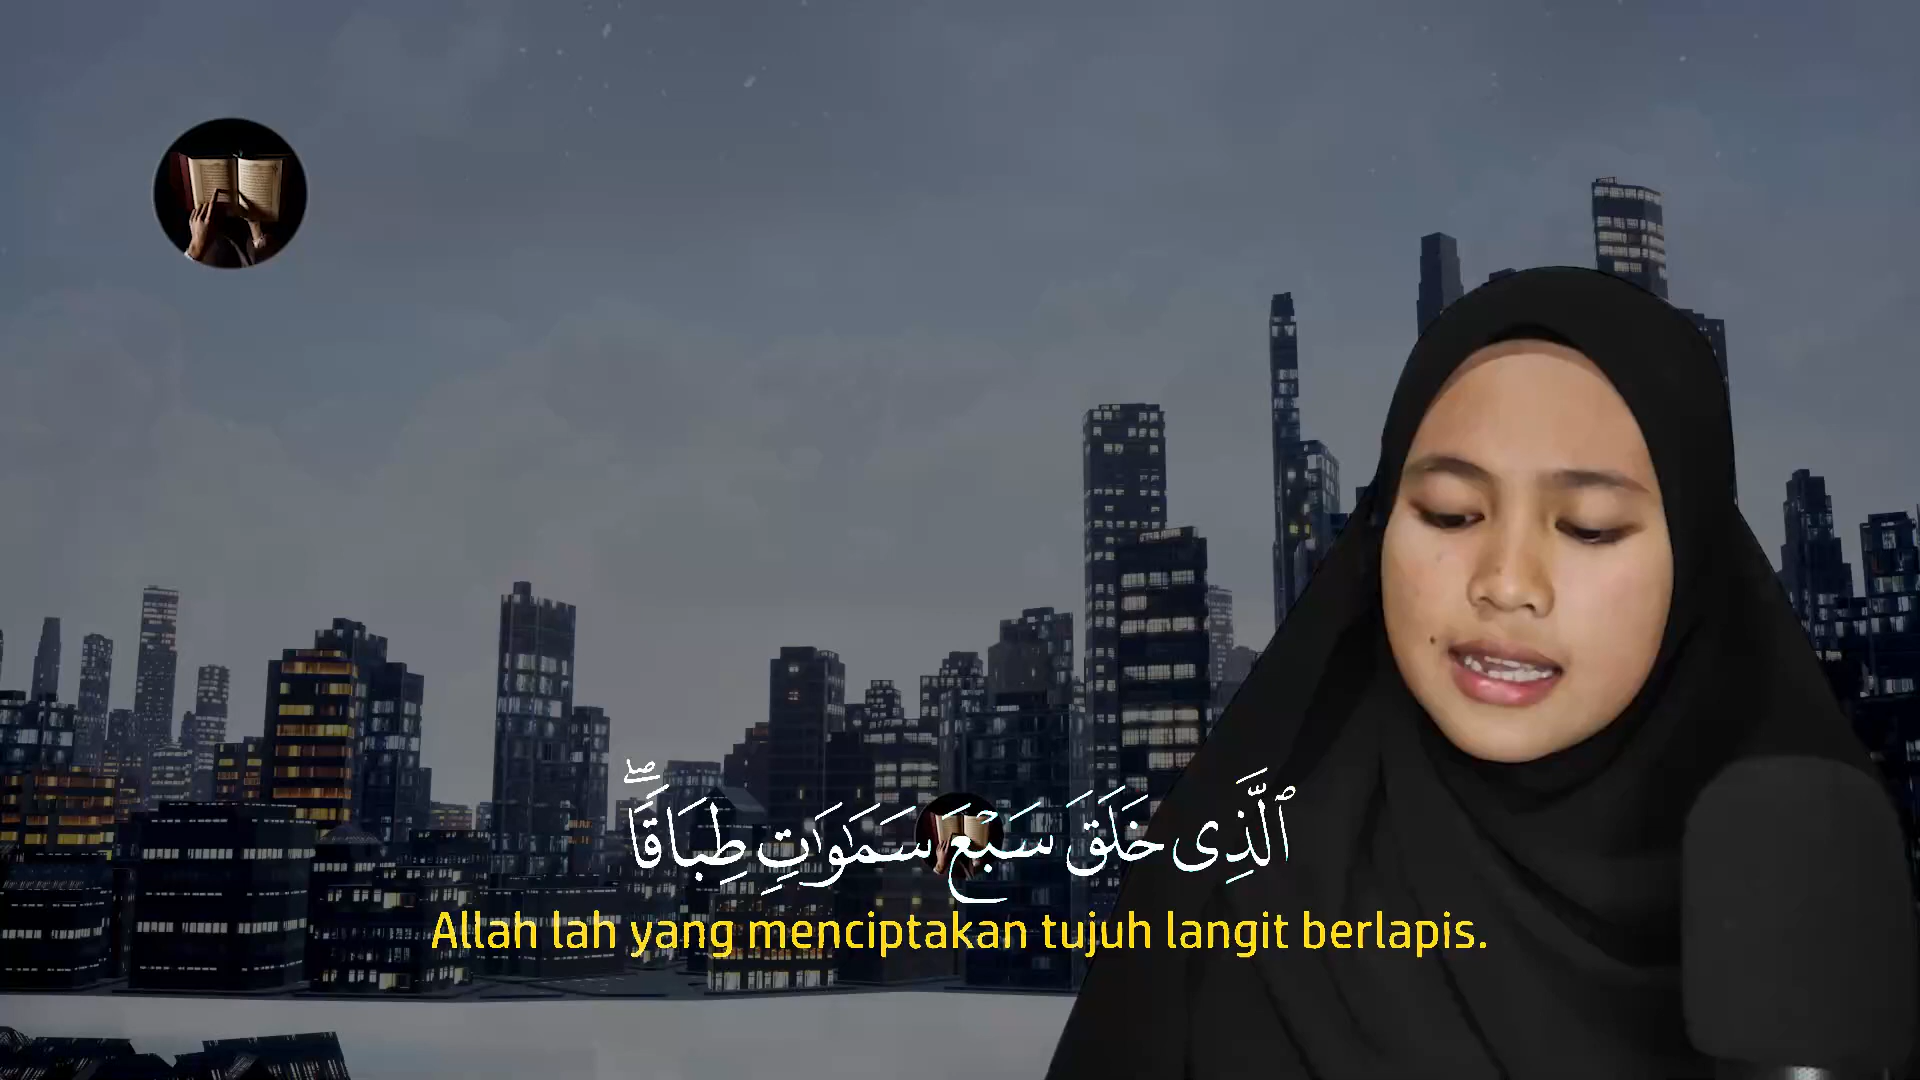 ٱلَّذِى خَلَقَ سَبْعَ سَمَـٰوَٰتٍ طِبَاقًا ۖ
Allah lah yang menciptakan tujuh langit berlapis.